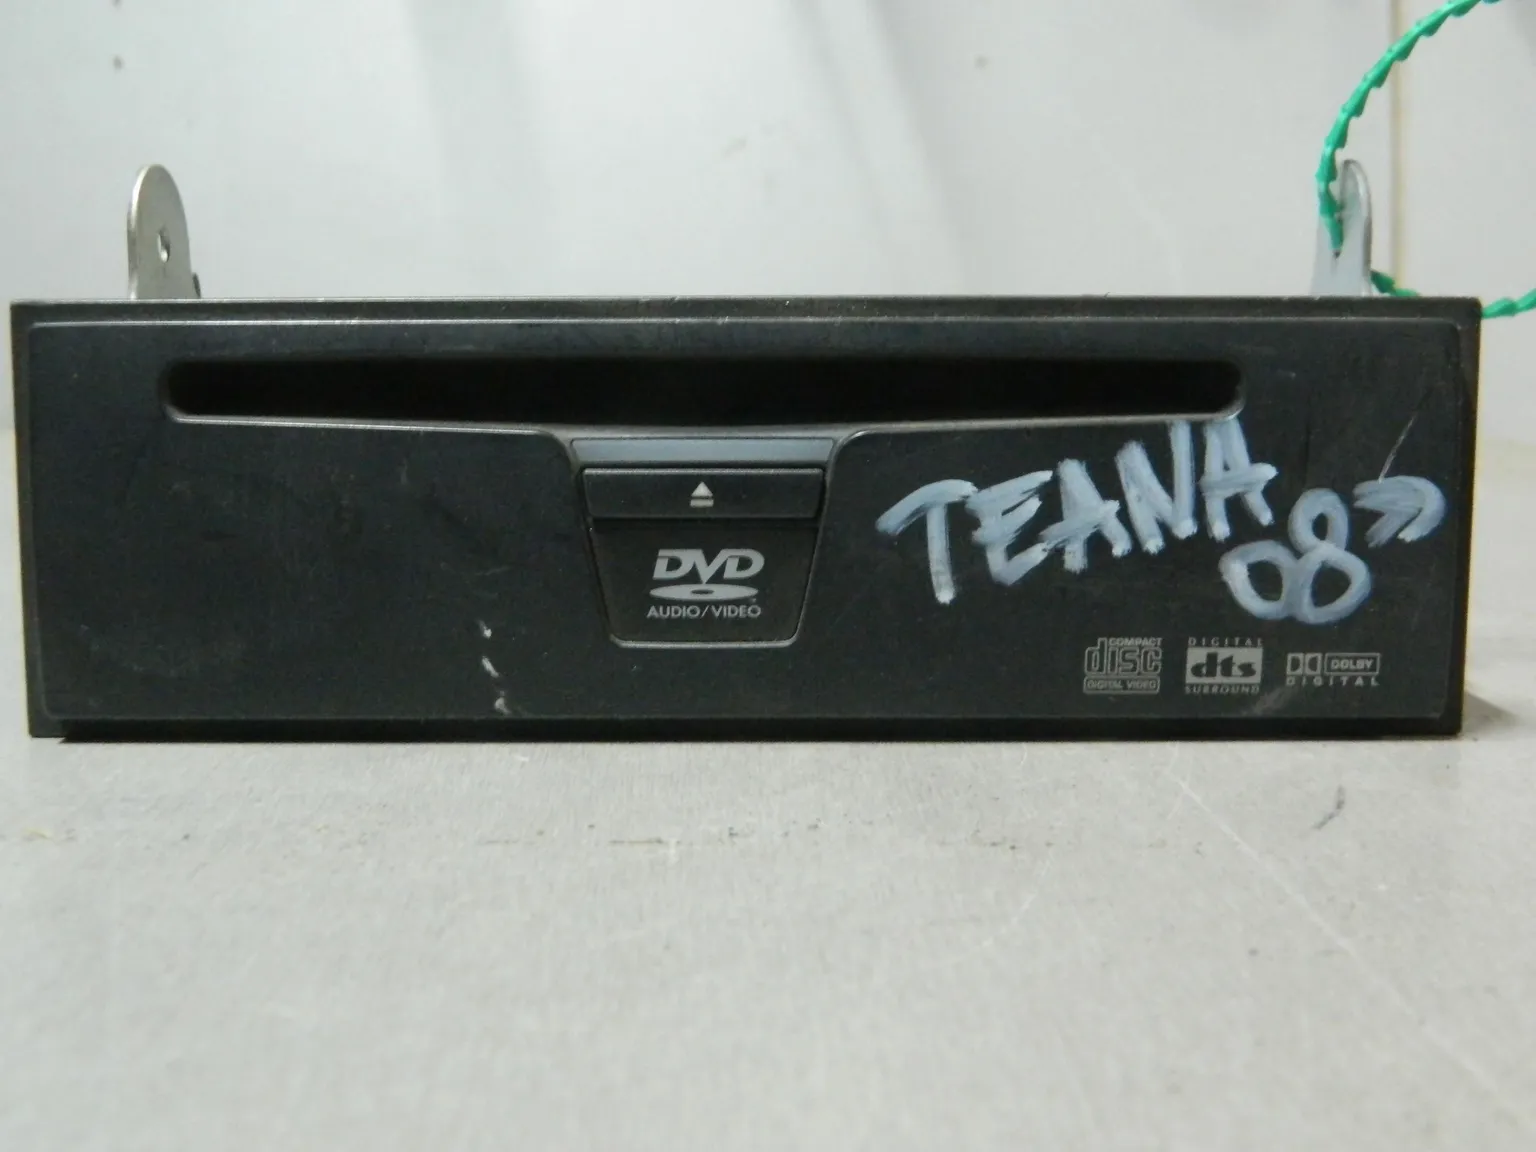 TEANA
08»
DVD
AUDIO/VIDEO
COMPACT
disc
DIGITAL VIDEO
DIGITAL
dts
SURROUND
DOLBY
DIGITAL